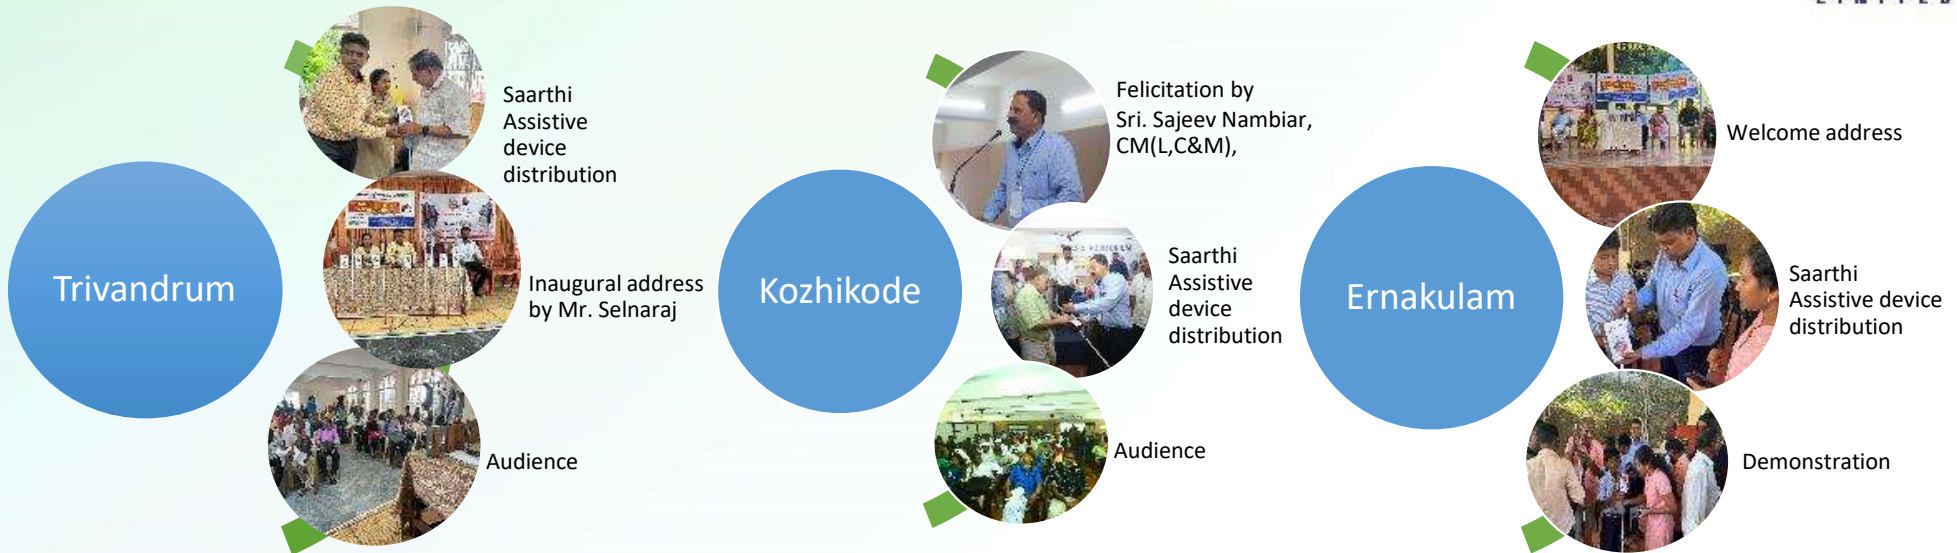 Trivandrum
Saarthi
Assistive
device
distribution
Inaugural address
by Mr. Selnaraj
Audience
Kozhikode
Felicitation by
Sri. Sajeev Nambiar,
CM(L,C&M),
Saarthi
Assistive
device
distribution
Audience
Ernakulam
Welcome address
Saarthi
Assistive device
distribution
Demonstration